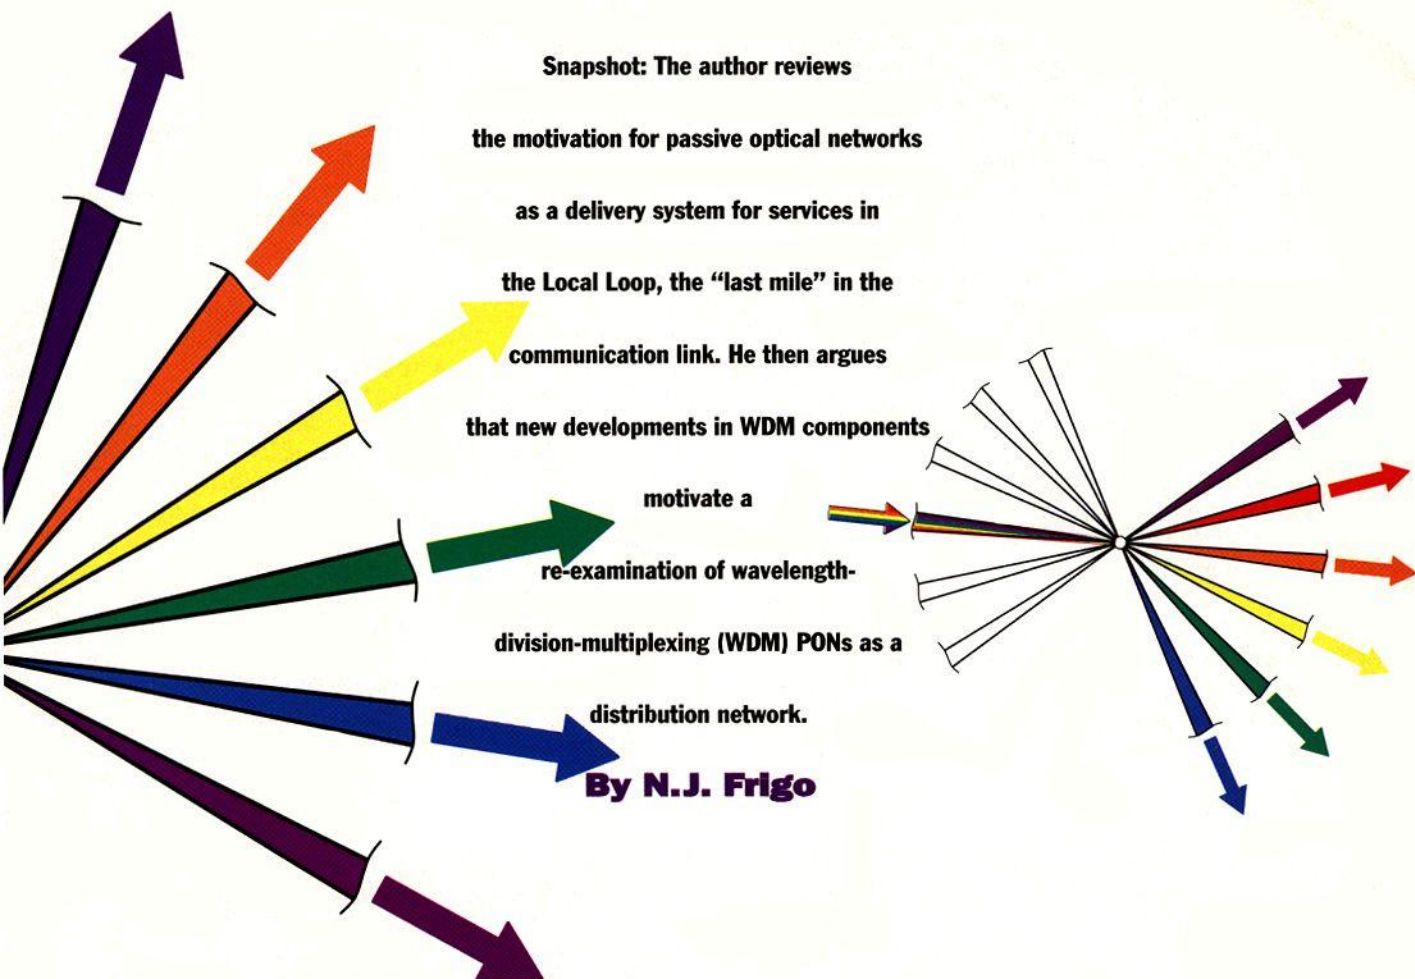 Snapshot: The author reviews
the motivation for passive optical networks
as a delivery system for services in
the Local Loop, the “last mile” in the
communication link. He then argues
that new developments in WDM components
motivate a
re-examination of wavelength-
division-multiplexing (WDM) PONs as a
distribution network.
By N.J. Frigo